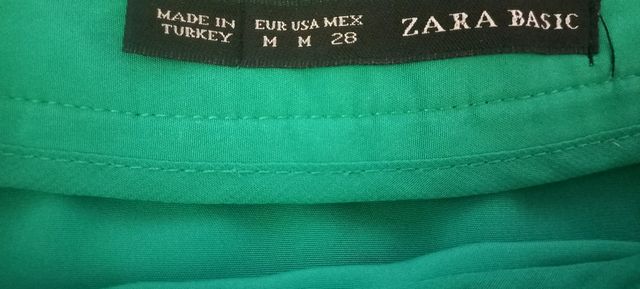 MADE IN
TURKEY
EUR USA MEX
M M 28
ZARA BASIC